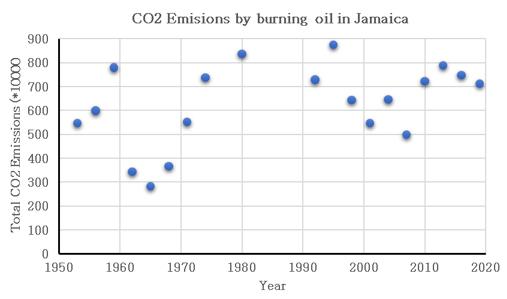 CO2 Emisions by burning oil in Jamaica
Total CO2 Emissions (*10000
900
800
700
600
500
400
300
200
100
0
1950 1960 1970 1980 1990 2000 2010 2020
Year